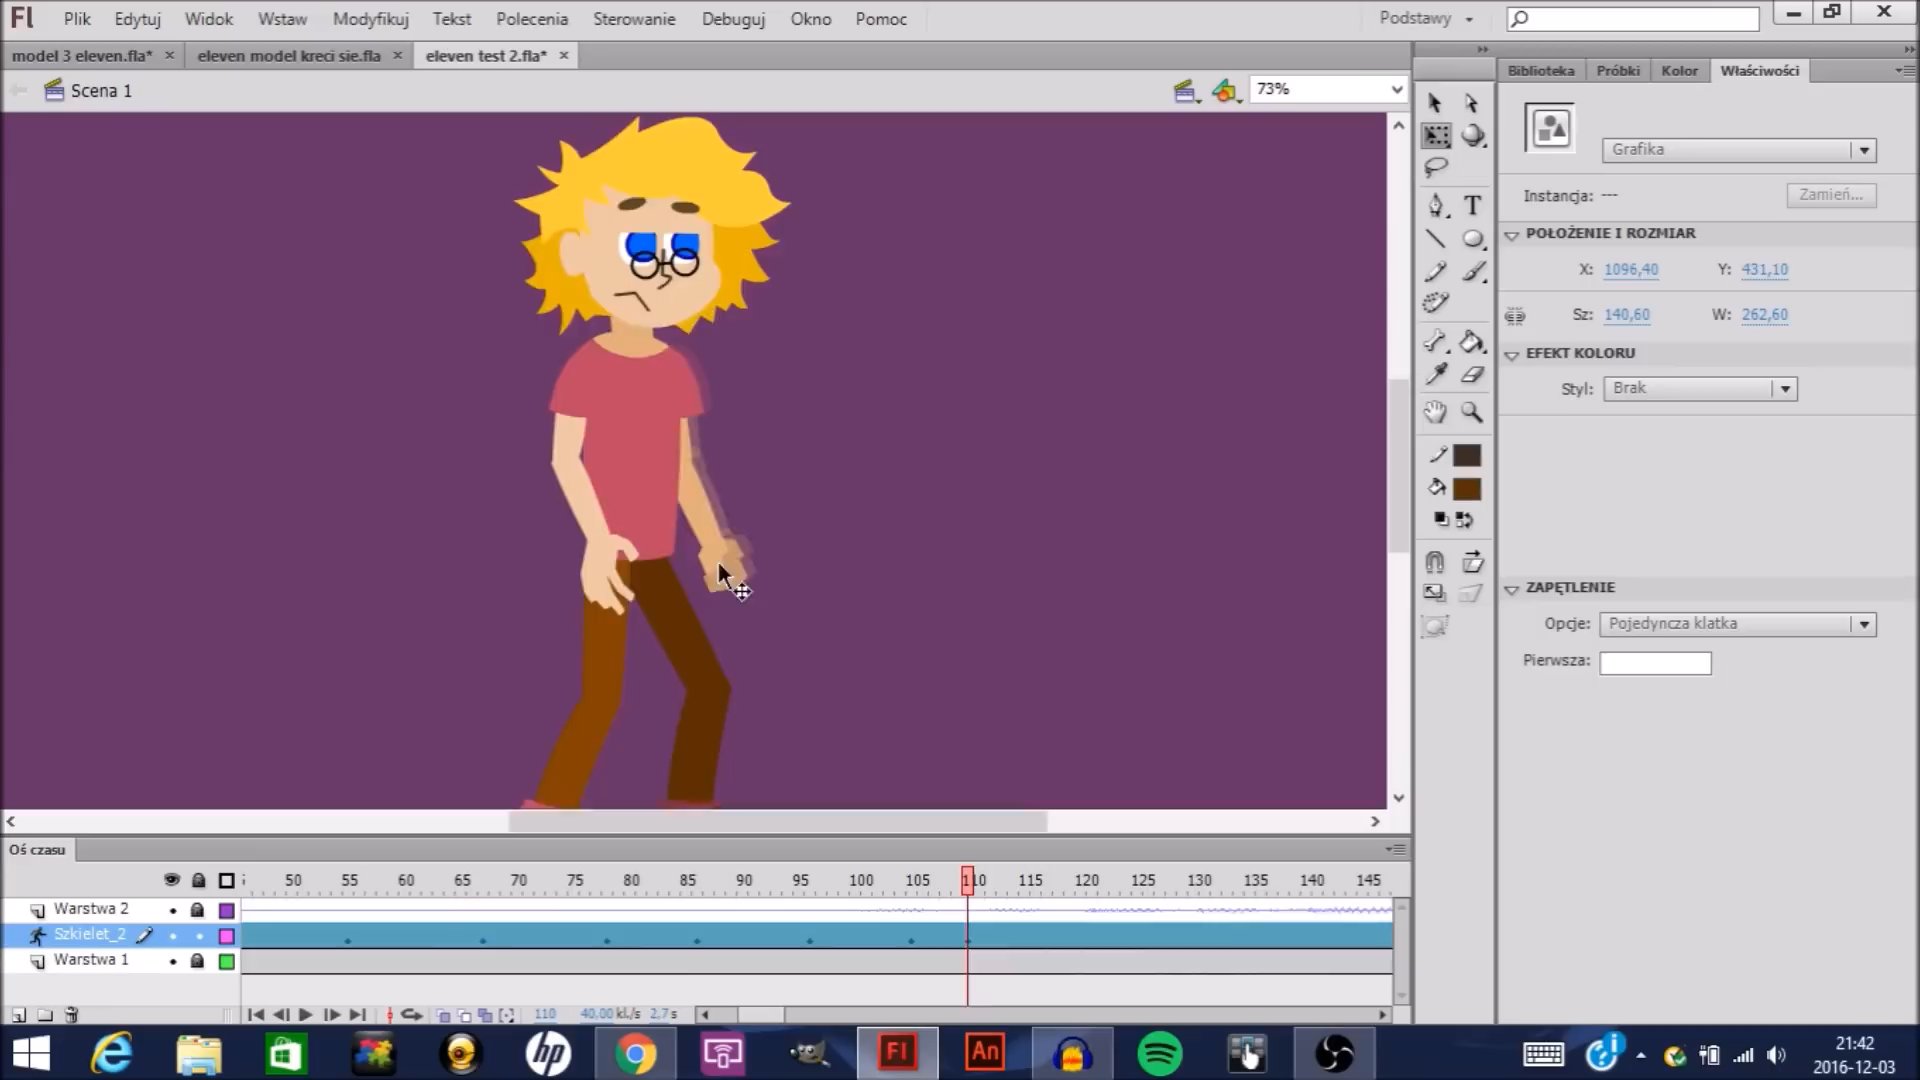 Fl Plik Edytuj Widok Wstaw Modyfikuj Tekst Polecenia Sterowanie Debuguj Okno Pomoc Podstawy
model 3 eleven.fla* × eleven model kreci sie.fla × eleven test 2.fla* ×
Biblioteka Próbki Kolor Właściwości
Scena 1 73%
Grafika
Instancja: --- Zamień...
POŁOŻENIE I ROZMIAR
X: 1096,40 Y: 431,10
Sz: 140,60 W: 262,60
EFEKT KOLORU
Styl: Brak
ZAPĘTLENIE
Opcje: Pojedyncza klatka
Pierwsza:
T
Oś czasu
50 55 60 65 70 75 80 85 90 95 100 105 110 115 120 125 130 135 140 145
Warstwa 2
Szkielet_2
Warstwa 1
110 40,00 kl./s 2,7 s
hp Fl An
21:42
2016-12-03